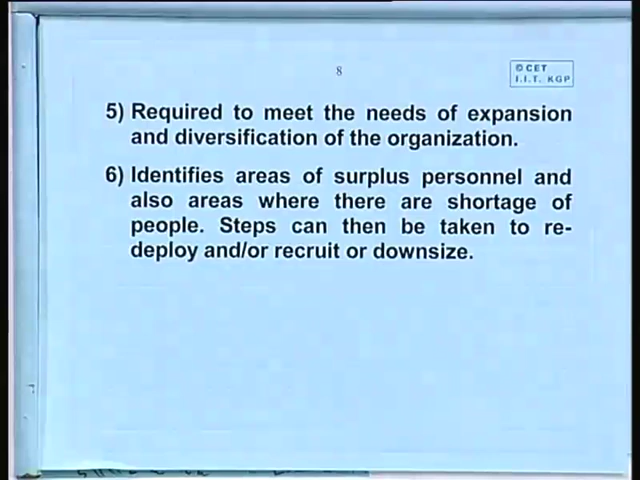 8
© CET
I.I.T. KGP
5) Required to meet the needs of expansion
and diversification of the organization.
6) Identifies areas of surplus personnel and
also areas where there are shortage of
people. Steps can then be taken to re-
deploy and/or recruit or downsize.